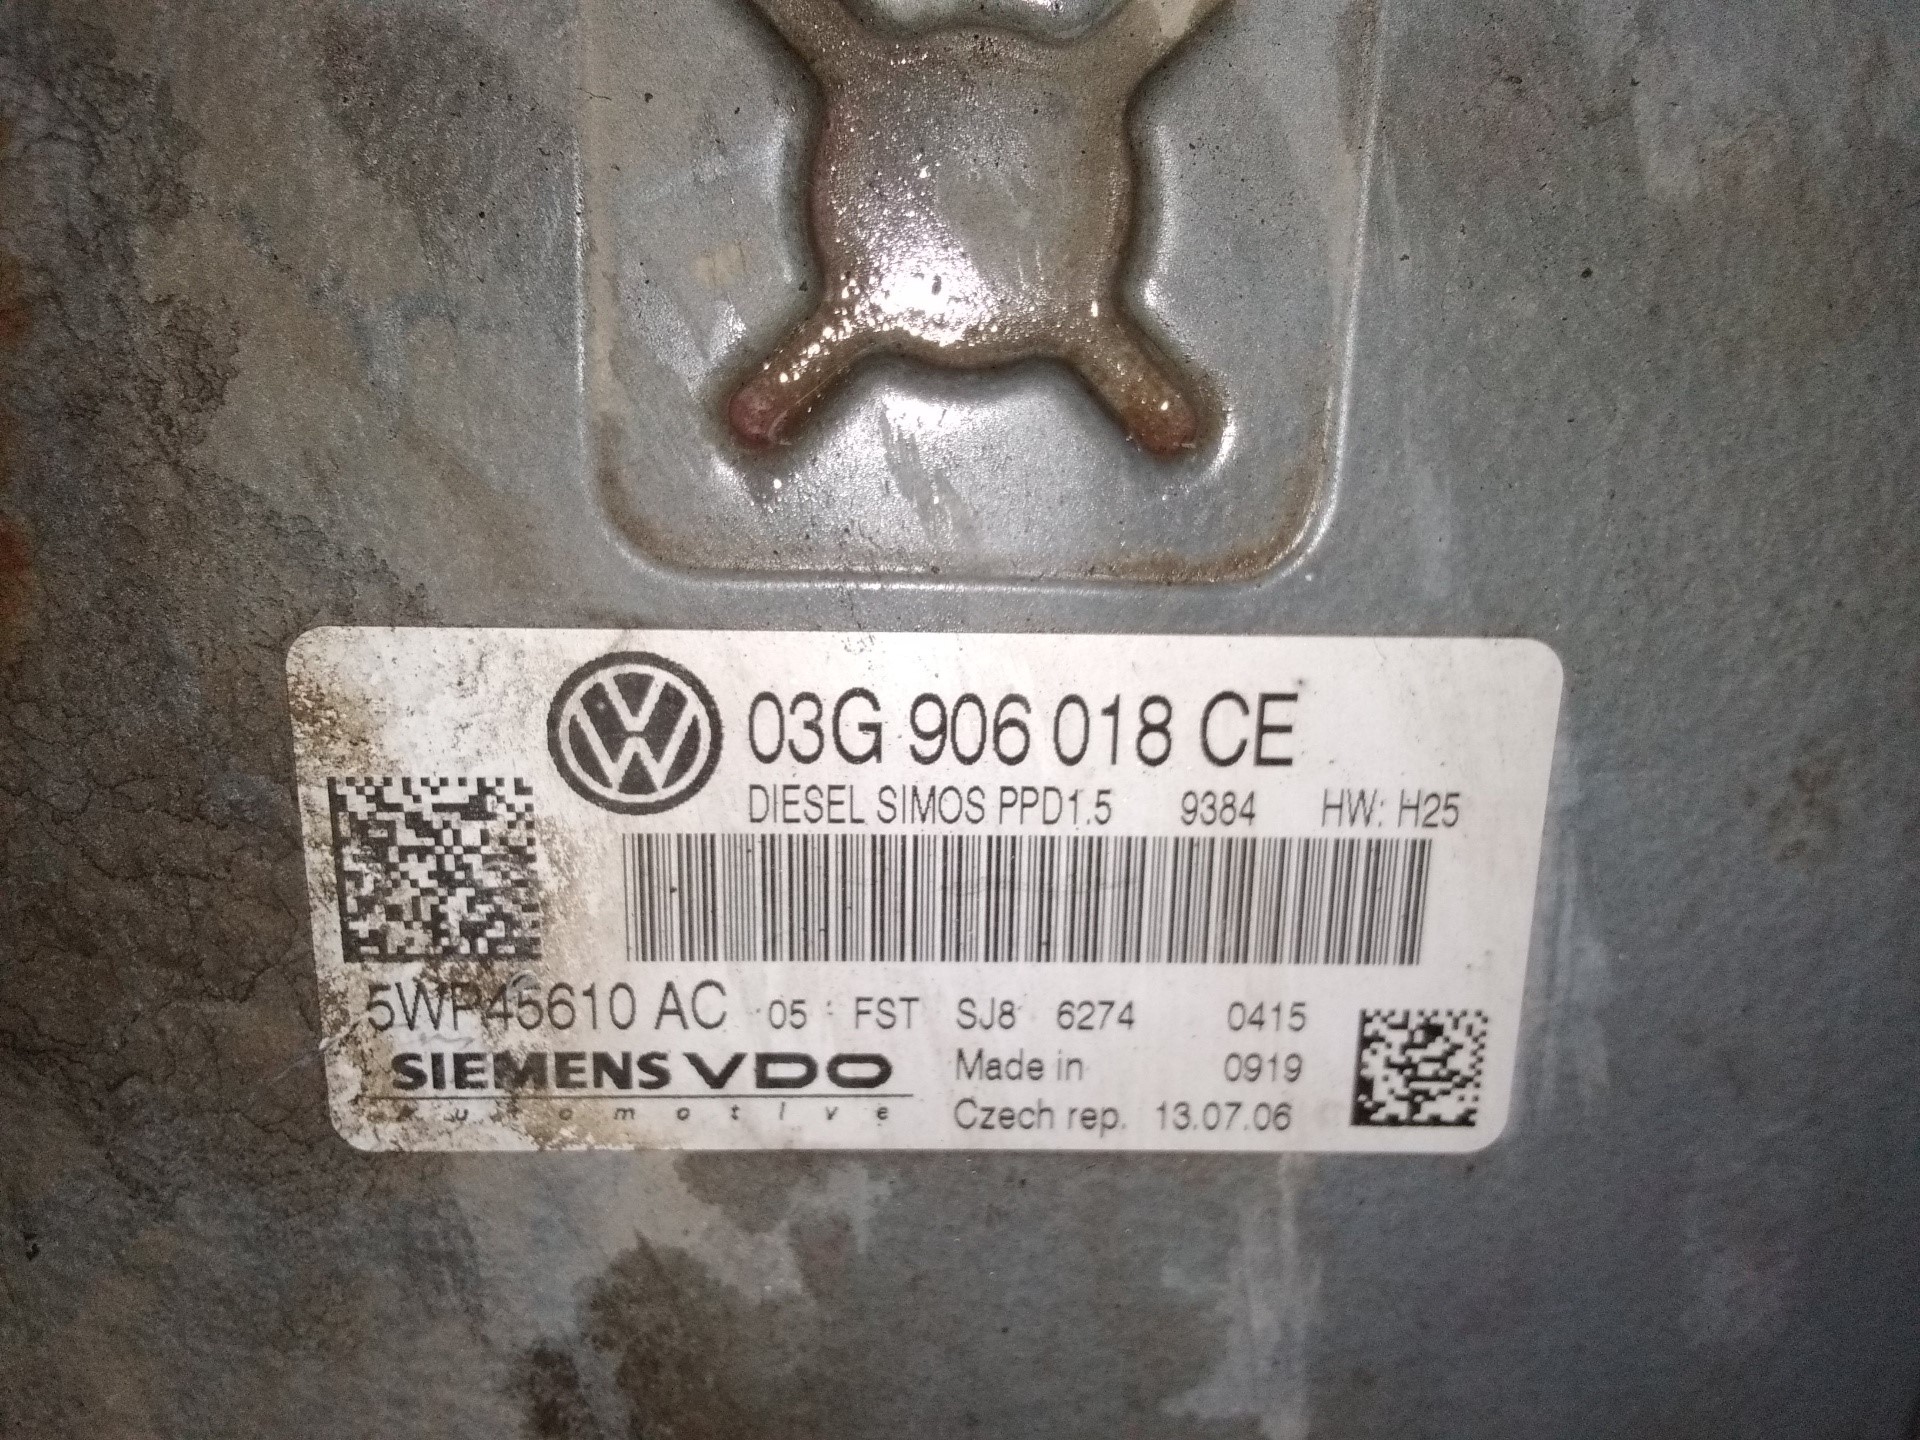 03G 906 018 CE
DIESEL SIMOS PPD1.5 9384 HW: H25
5WP45610 AC 05 FST SJ8 6274 0415
SIEMENS VDO Made in 0919
Automotive Czech rep. 13.07.06